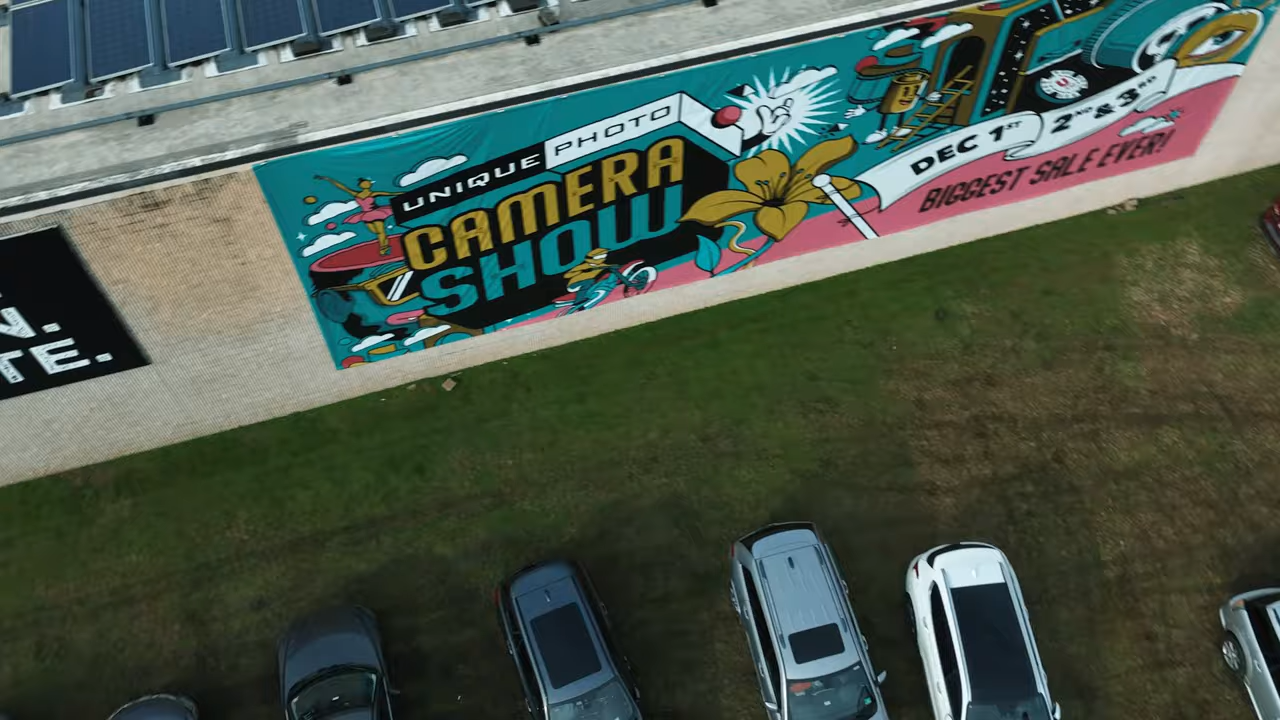 UNIQUE PHOTO
CAMERA
SHOW
DEC 1ST 2ND & 3RD
BIGGEST SALE EVER!
N.
TE.